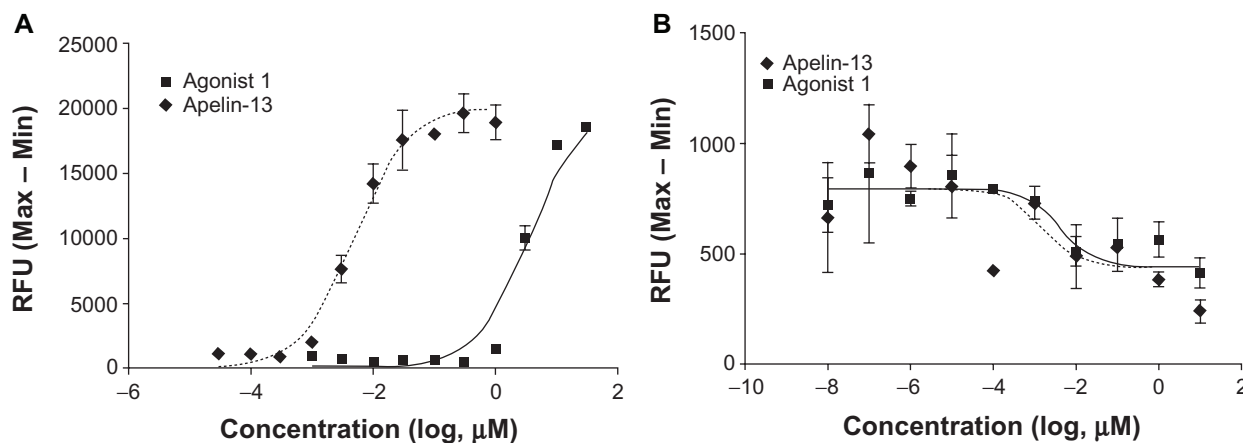 A
25000
20000
15000
10000
5000
0
RFU (Max – Min)
■ Agonist 1
◆ Apelin-13
–6 –4 –2 0 2
Concentration (log, μM)
B
1500
1000
500
0
RFU (Max – Min)
◆ Apelin-13
■ Agonist 1
–10 –8 –6 –4 –2 0 2
Concentration (log, μM)